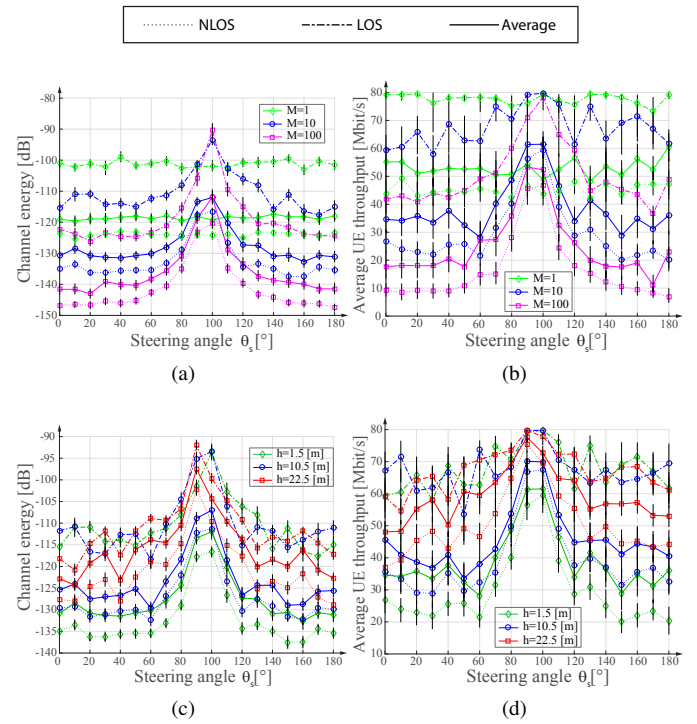 NLOS LOS Average
Channel energy [dB]
-80
-90
-100
-110
-120
-130
-140
-150
M=1
M=10
M=100
0 20 40 60 80 100 120 140 160 180
Steering angle θs[°]
(a)
Average UE throughput [Mbit/s]
80
70
60
50
40
30
20
10
0
M=1
M=10
M=100
0 20 40 60 80 100 120 140 160 180
Steering angle θs[°]
(b)
Channel energy [dB]
-90
-95
-100
-105
-110
-115
-120
-125
-130
-135
-140
h=1.5 [m]
h=10.5 [m]
h=22.5 [m]
0 20 40 60 80 100 120 140 160 180
Steering angle θs[°]
(c)
Average UE throughput [Mbit/s]
80
70
60
50
40
30
20
10
h=1.5 [m]
h=10.5 [m]
h=22.5 [m]
0 20 40 60 80 100 120 140 160 180
Steering angle θs[°]
(d)